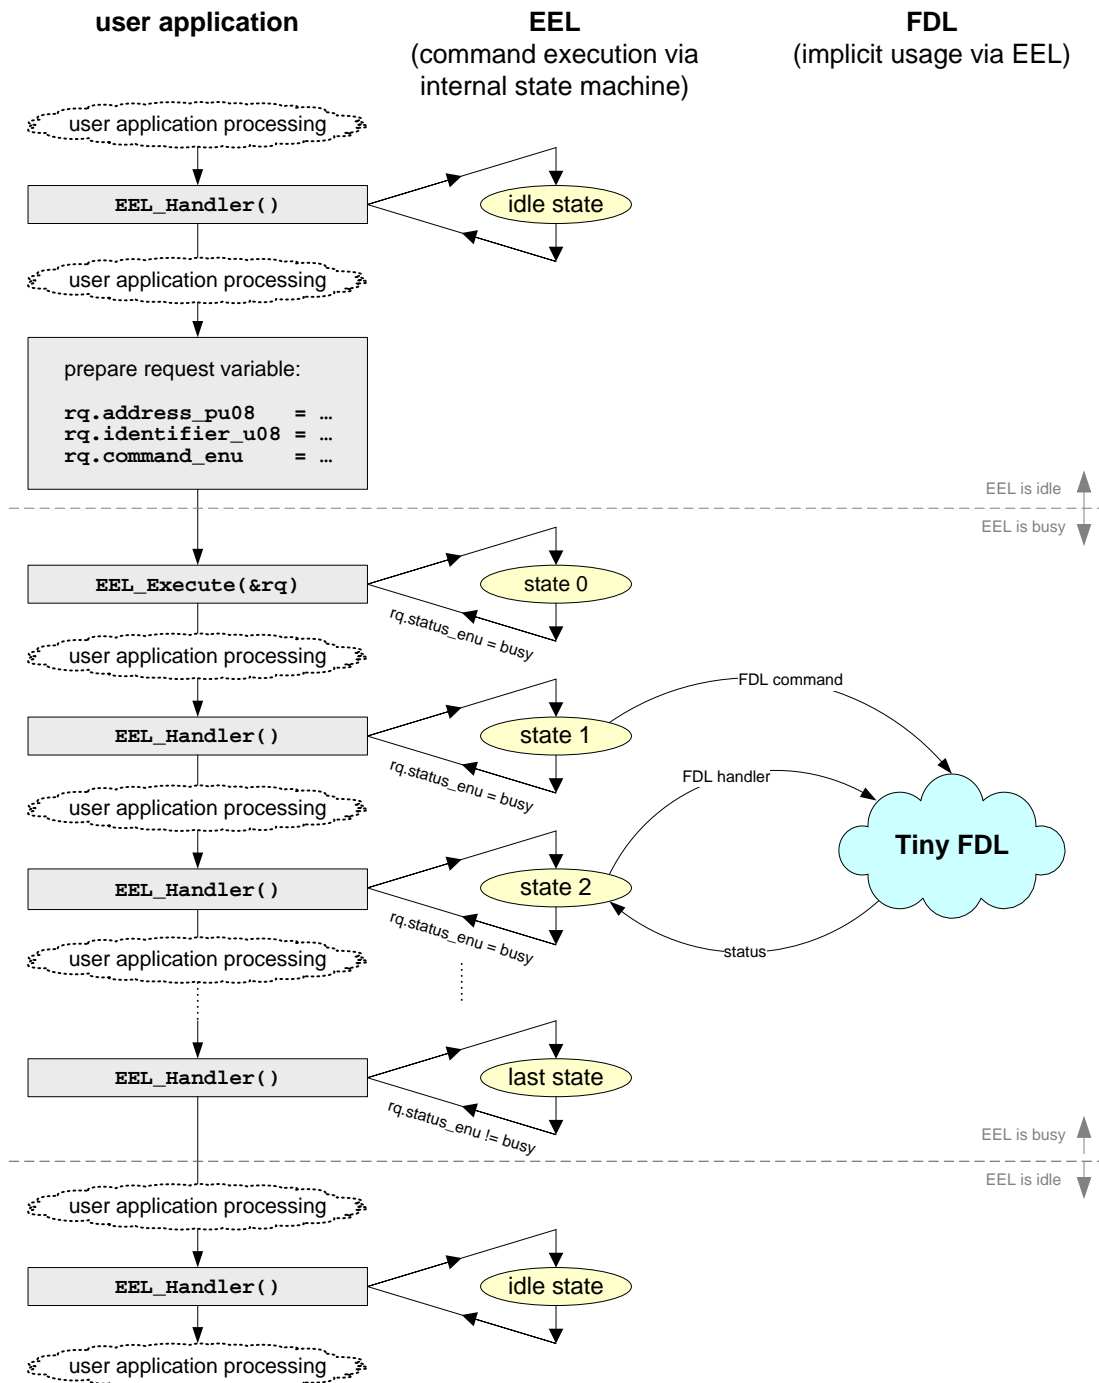 user application
EEL
(command execution via
internal state machine)
FDL
(implicit usage via EEL)
user application processing
EEL_Handler()
idle state
user application processing
prepare request variable:
rq.address_pu08   = …
rq.identifier_u08 = …
rq.command_enu    = …
EEL is idle
EEL is busy
EEL_Execute(&rq)
state 0
rq.status_enu = busy
user application processing
FDL command
EEL_Handler()
state 1
rq.status_enu = busy
FDL handler
user application processing
Tiny FDL
EEL_Handler()
state 2
rq.status_enu = busy
user application processing
status
EEL_Handler()
last state
rq.status_enu != busy
EEL is busy
EEL is idle
user application processing
EEL_Handler()
idle state
user application processing